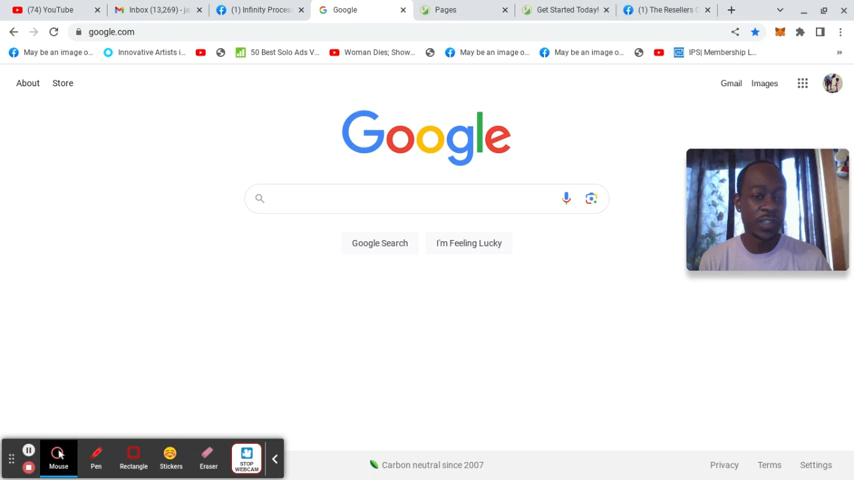 (74) YouTube
Inbox (13,269) - ja
(1) Infinity Process
Google
Pages
Get Started Today!
(1) The Resellers C
google.com
May be an image o...
Innovative Artists i...
50 Best Solo Ads V...
Woman Dies; Show...
May be an image o...
May be an image o...
IPS| Membership L...
About
Store
Gmail
Images
Google
Google Search
I'm Feeling Lucky
Mouse
Pen
Rectangle
Stickers
Eraser
STOP
WEBCAM
Carbon neutral since 2007
Privacy
Terms
Settings